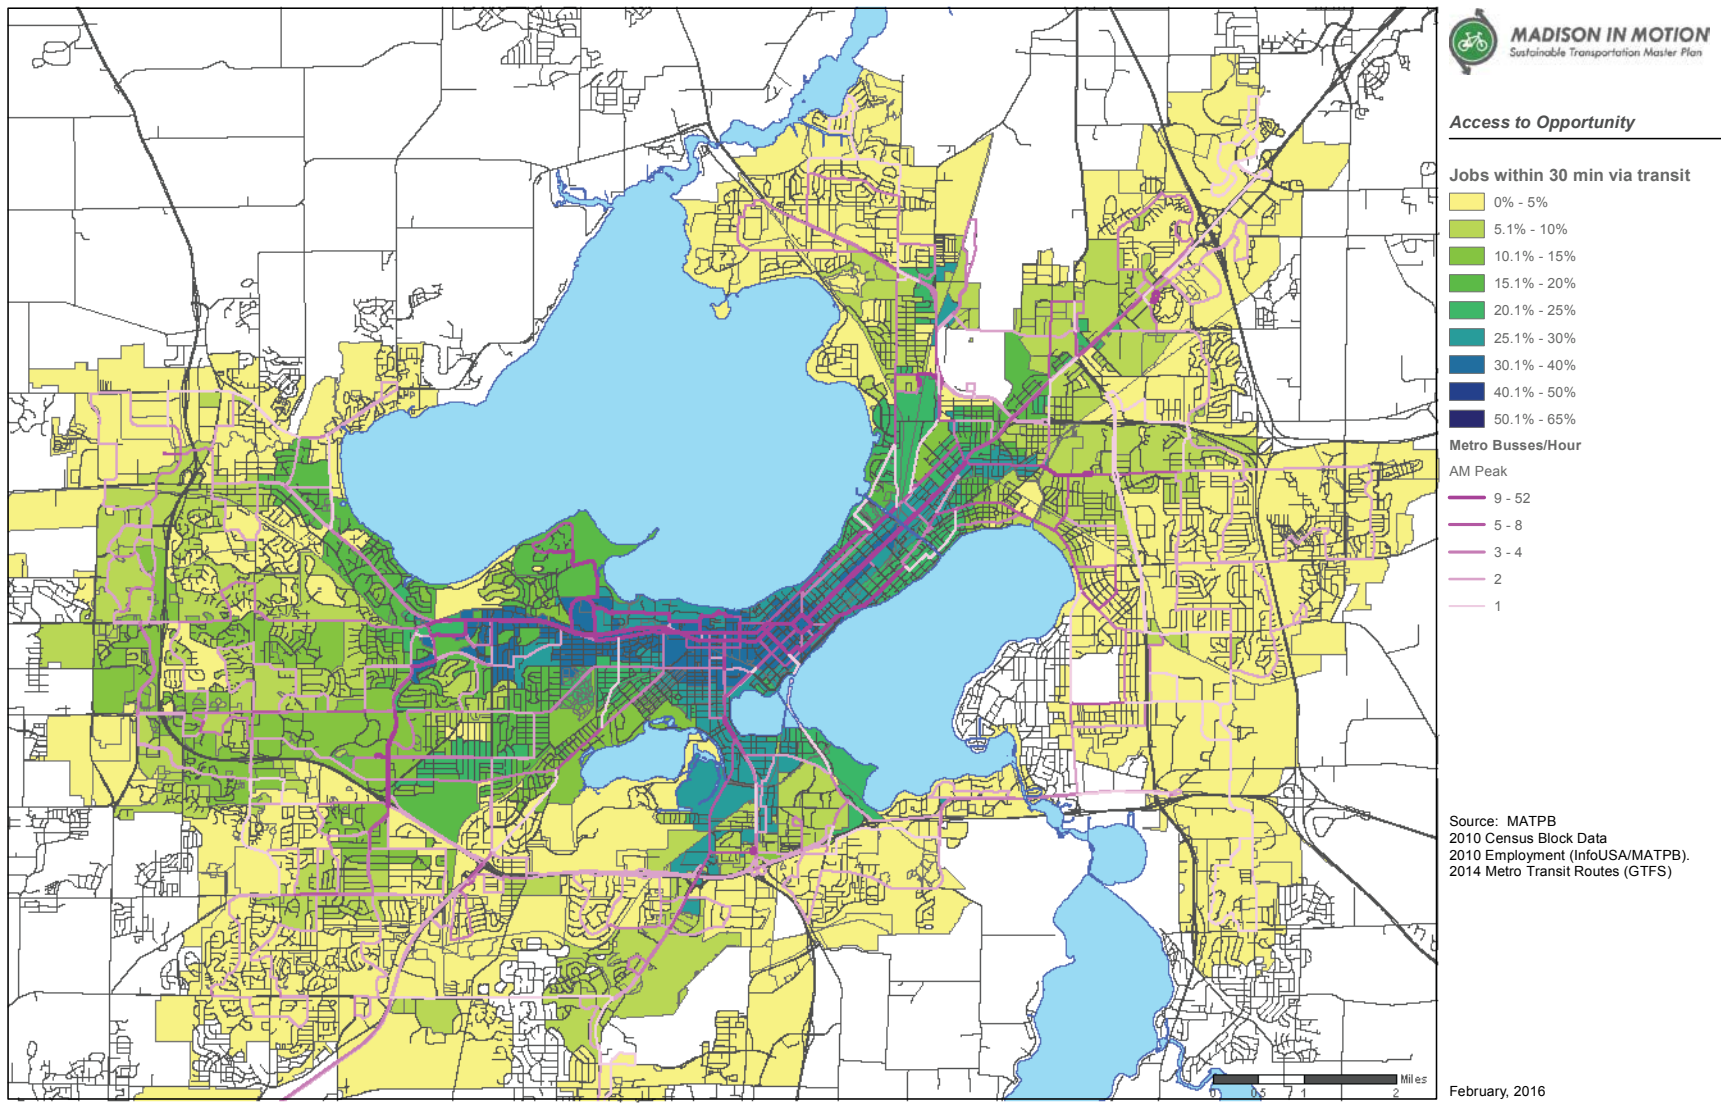 MADISON IN MOTION
Sustainable Transportation Master Plan
Access to Opportunity
Jobs within 30 min via transit
0% - 5%
5.1% - 10%
10.1% - 15%
15.1% - 20%
20.1% - 25%
25.1% - 30%
30.1% - 40%
40.1% - 50%
50.1% - 65%
Metro Busses/Hour
AM Peak
9 - 52
5 - 8
3 - 4
2
1
Source: MATPB
2010 Census Block Data
2010 Employment (InfoUSA/MATPB).
2014 Metro Transit Routes (GTFS)
Miles
0 0.5 1 2
February, 2016